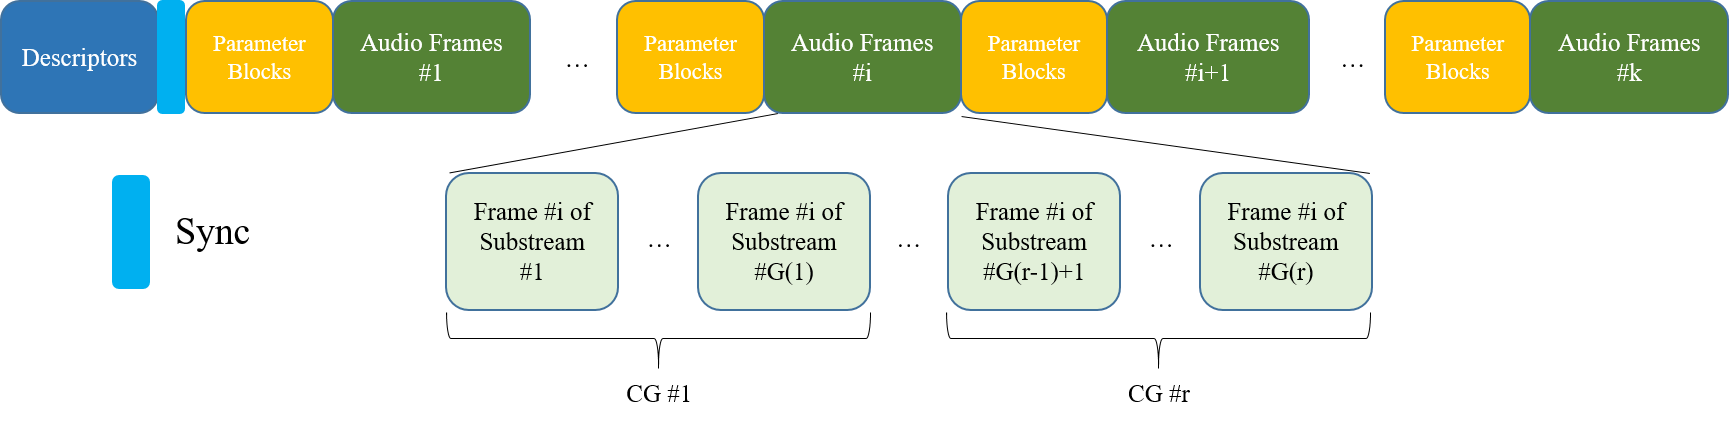 Descriptors
Parameter
Blocks
Audio Frames
#1
...
Parameter
Blocks
Audio Frames
#i
Parameter
Blocks
Audio Frames
#i+1
...
Parameter
Blocks
Audio Frames
#k
Sync
Frame #i of
Substream
#1
...
Frame #i of
Substream
#G(1)
...
Frame #i of
Substream
#G(r-1)+1
...
Frame #i of
Substream
#G(r)
CG #1
CG #r